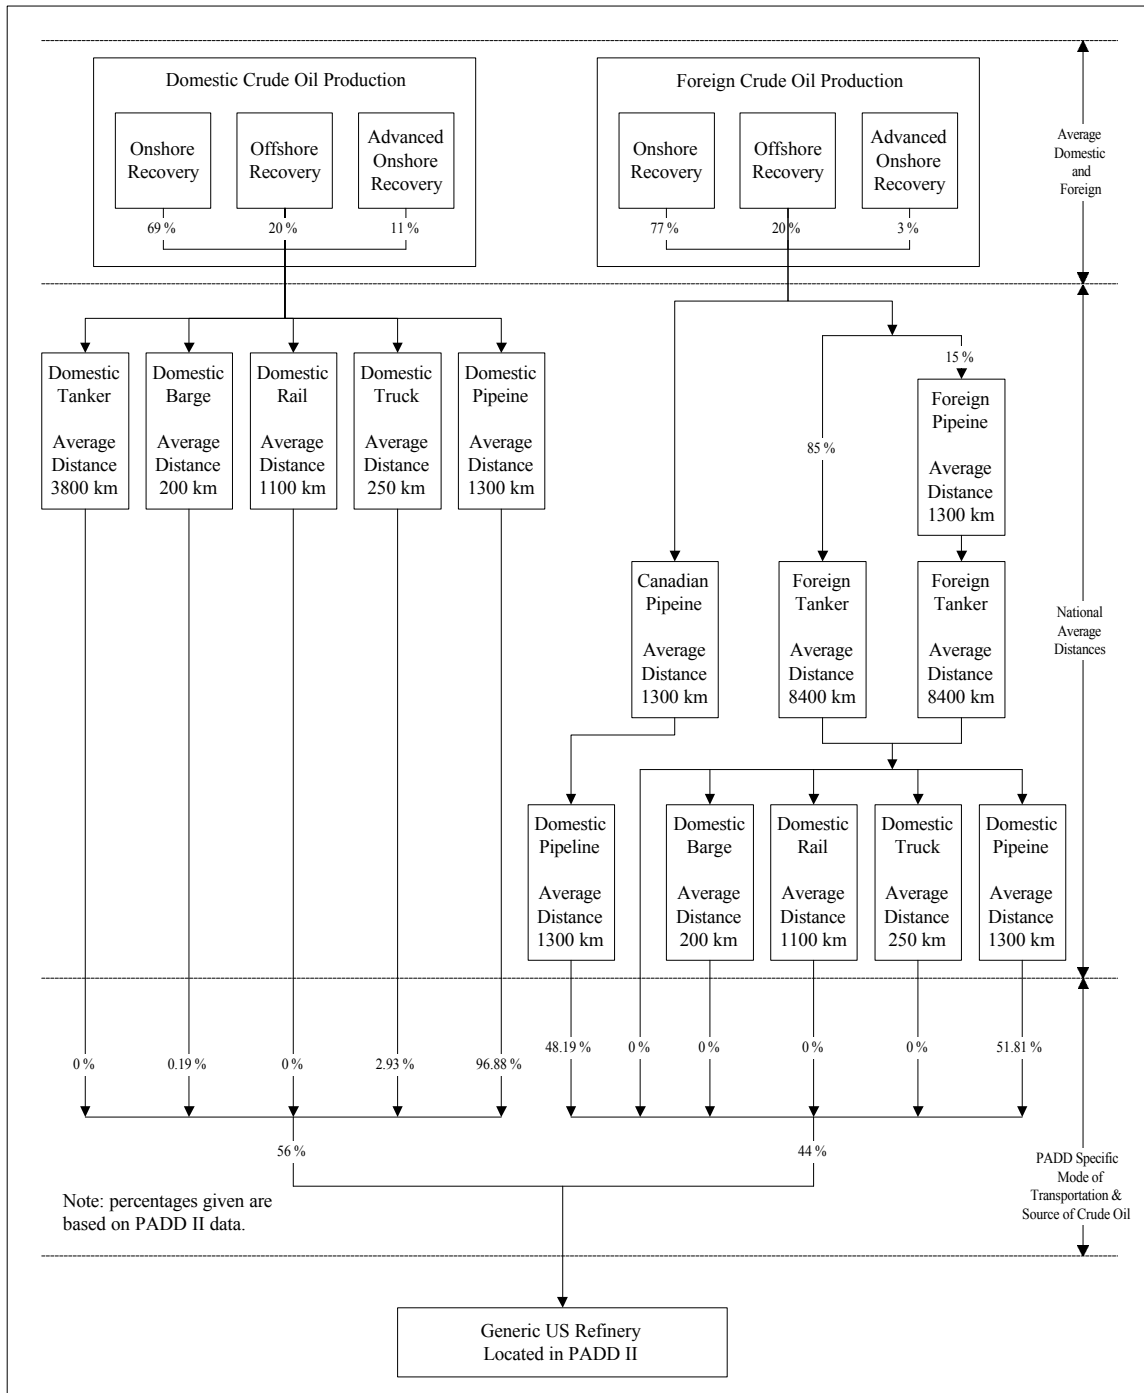 Domestic Crude Oil Production
Onshore
Recovery
Offshore
Recovery
Advanced
Onshore
Recovery
69 %
20 %
11 %
Foreign Crude Oil Production
Onshore
Recovery
Offshore
Recovery
Advanced
Onshore
Recovery
77 %
20 %
3 %
Average
Domestic
and
Foreign
Domestic
Tanker
Average
Distance
3800 km
Domestic
Barge
Average
Distance
200 km
Domestic
Rail
Average
Distance
1100 km
Domestic
Truck
Average
Distance
250 km
Domestic
Pipeine
Average
Distance
1300 km
15 %
85 %
Foreign
Pipeine
Average
Distance
1300 km
Canadian
Pipeine
Average
Distance
1300 km
Foreign
Tanker
Average
Distance
8400 km
Foreign
Tanker
Average
Distance
8400 km
National
Average
Distances
Domestic
Pipeline
Average
Distance
1300 km
Domestic
Barge
Average
Distance
200 km
Domestic
Rail
Average
Distance
1100 km
Domestic
Truck
Average
Distance
250 km
Domestic
Pipeine
Average
Distance
1300 km
0 %
0.19 %
0 %
2.93 %
96.88 %
48.19 %
0 %
0 %
0 %
0 %
51.81 %
56 %
44 %
PADD Specific
Mode of
Transportation &
Source of Crude Oil
Note: percentages given are
based on PADD II data.
Generic US Refinery
Located in PADD II